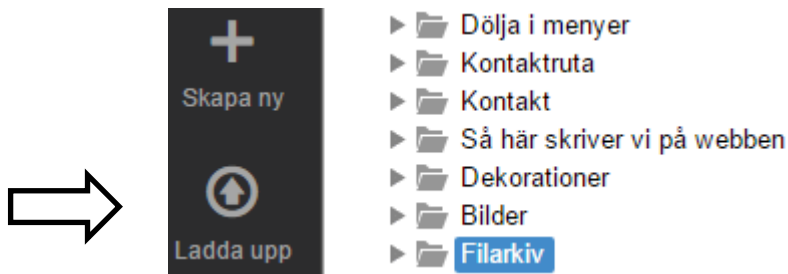 Skapa ny
Ladda upp
Dölja i menyer
Kontaktruta
Kontakt
Så här skriver vi på webben
Dekorationer
Bilder
Filarkiv